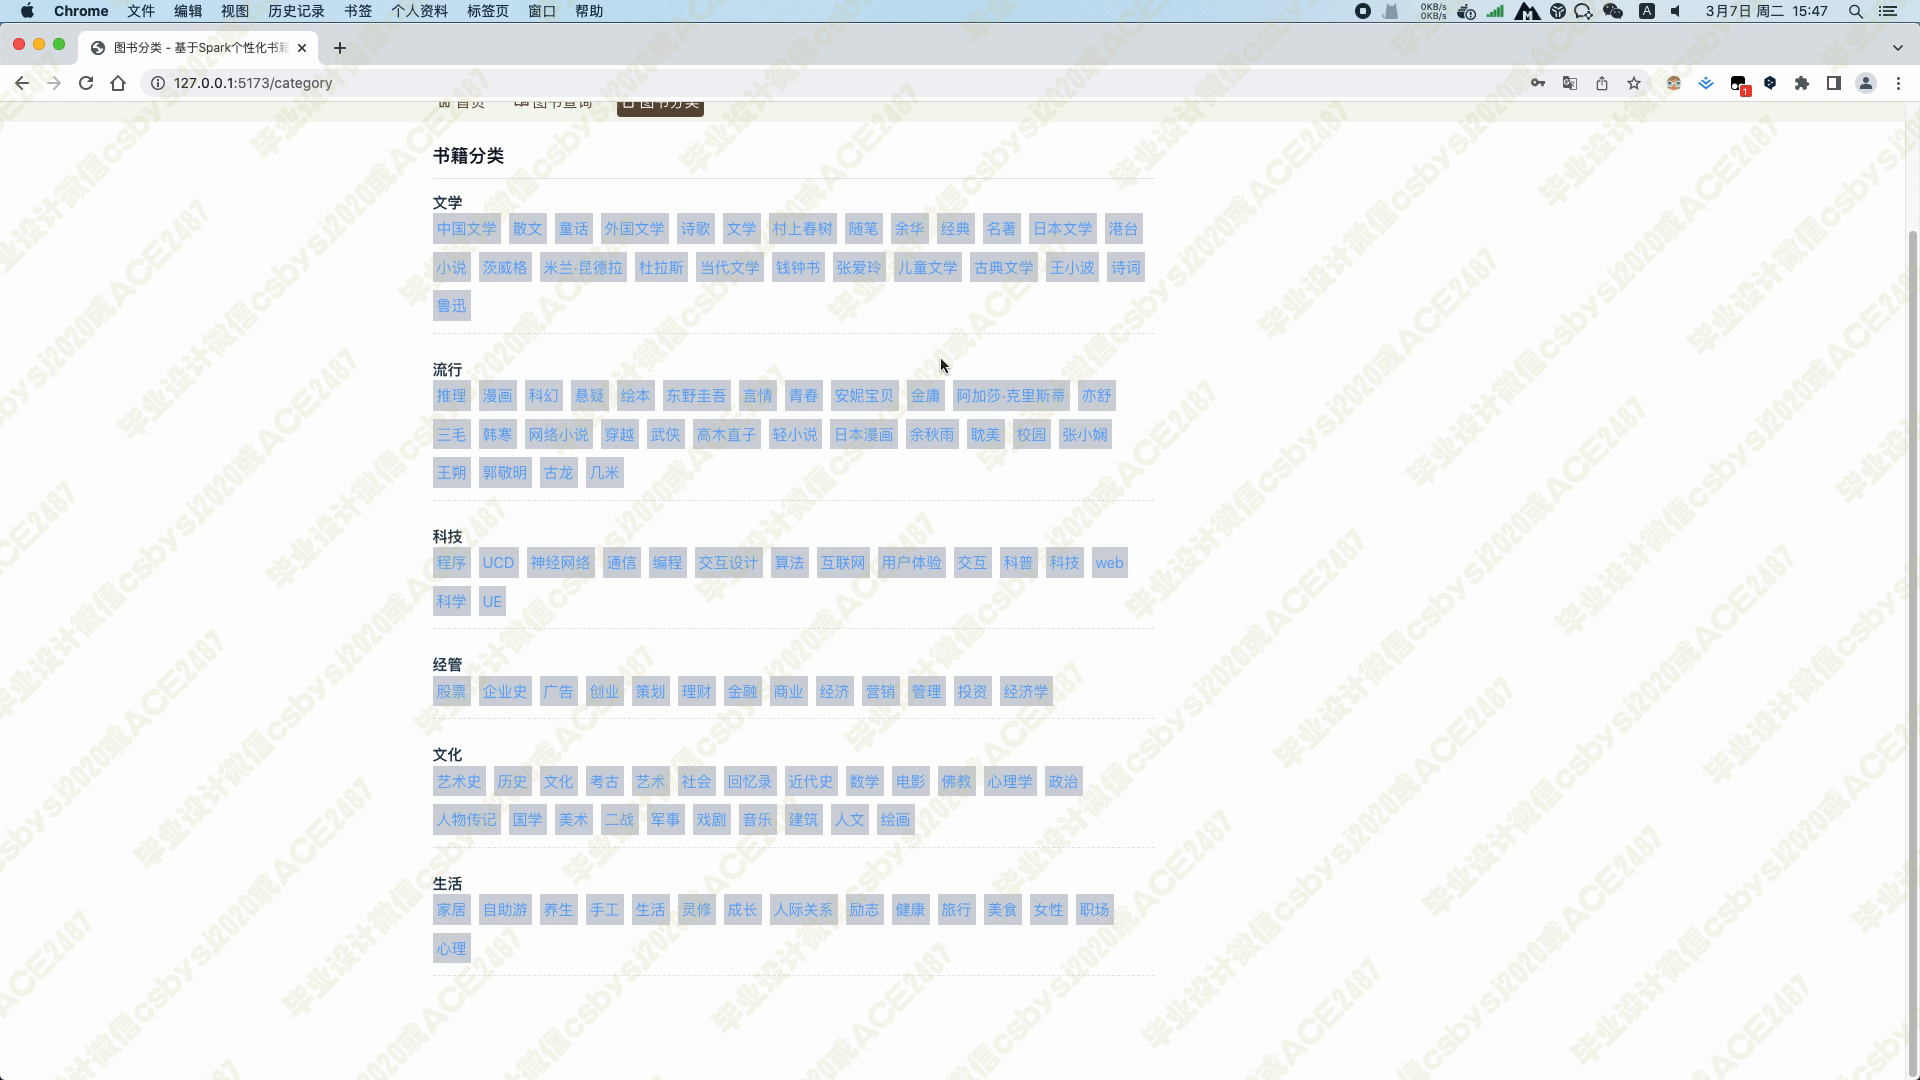 Chrome 文件 编辑 视图 历史记录 书签 个人资料 标签页 窗口 帮助 0KB/s 0KB/s A 3月7日 周二 15:47
图书分类 - 基于Spark个性化书籍
127.0.0.1:5173/category 1
首页 图书查询 图书分类
书籍分类
文学
中国文学 散文 童话 外国文学 诗歌 文学 村上春树 随笔 余华 经典 名著 日本文学 港台
小说 茨威格 米兰·昆德拉 杜拉斯 当代文学 钱钟书 张爱玲 儿童文学 古典文学 王小波 诗词
鲁迅
流行
推理 漫画 科幻 悬疑 绘本 东野圭吾 言情 青春 安妮宝贝 金庸 阿加莎·克里斯蒂 亦舒
三毛 韩寒 网络小说 穿越 武侠 高木直子 轻小说 日本漫画 余秋雨 耽美 校园 张小娴
王朔 郭敬明 古龙 几米
科技
程序 UCD 神经网络 通信 编程 交互设计 算法 互联网 用户体验 交互 科普 科技 web
科学 UE
经管
股票 企业史 广告 创业 策划 理财 金融 商业 经济 营销 管理 投资 经济学
文化
艺术史 历史 文化 考古 艺术 社会 回忆录 近代史 数学 电影 佛教 心理学 政治
人物传记 国学 美术 二战 军事 戏剧 音乐 建筑 人文 绘画
生活
家居 自助游 养生 手工 生活 灵修 成长 人际关系 励志 健康 旅行 美食 女性 职场
心理
毕业设计微信csbysj2020或ACE2487